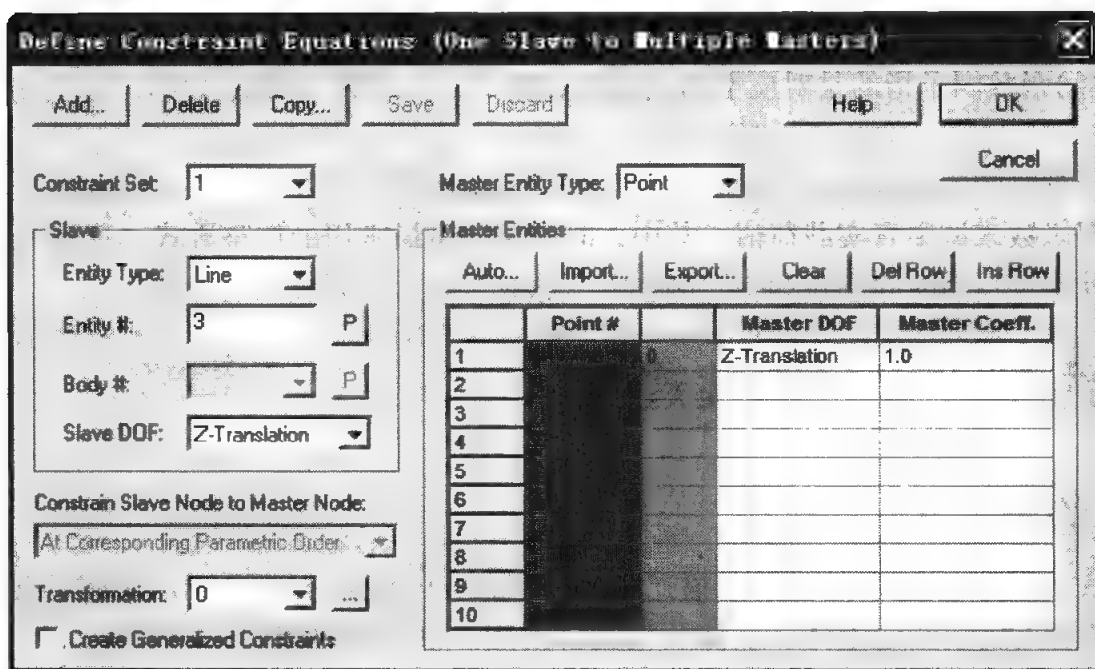 Define Constraint Equations (One Slave to Multiple Masters)
Add... Delete Copy... Save Discard Help OK
Cancel
Constraint Set: 1 Master Entity Type: Point
Slave
Entity Type: Line
Entity #: 3 P
Body #: P
Slave DOF: Z-Translation
Constrain Slave Node to Master Node:
At Corresponding Parametric Order
Transformation: 0 ...
Create Generalized Constraints
Master Entities
Auto... Import... Export... Clear Del Row Ins Row
Point # Master DOF Master Coeff.
1 0 Z-Translation 1.0
2
3
4
5
6
7
8
9
10